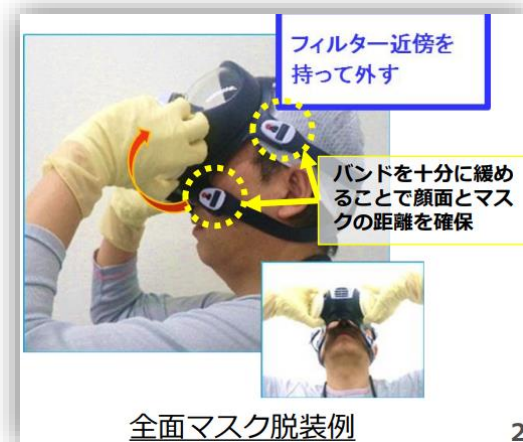 フィルター近傍を
持って外す
バンドを十分に緩め
ることで顔面とマス
クの距離を確保
全面マスク脱装例
2